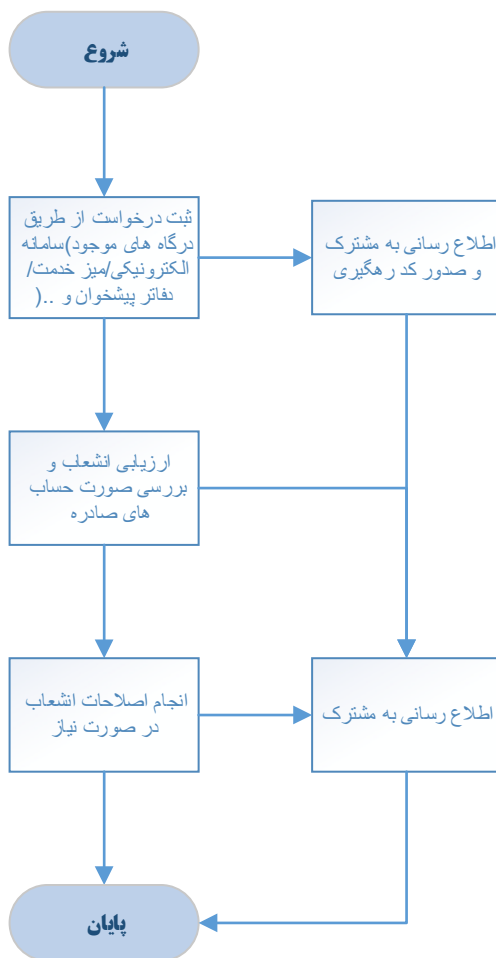 شروع
ثبت درخواست از طریق
درگاه های موجود)سامانه
الکترونیکی/میز خدمت/
دفاتر پیشخوان و ..(
اطلاع رسانی به مشترک
و صدور کد رهگیری
ارزیابی انشعاب و
بررسی صورت حساب
های صادره
انجام اصلاحات انشعاب
در صورت نیاز
اطلاع رسانی به مشترک
پایان